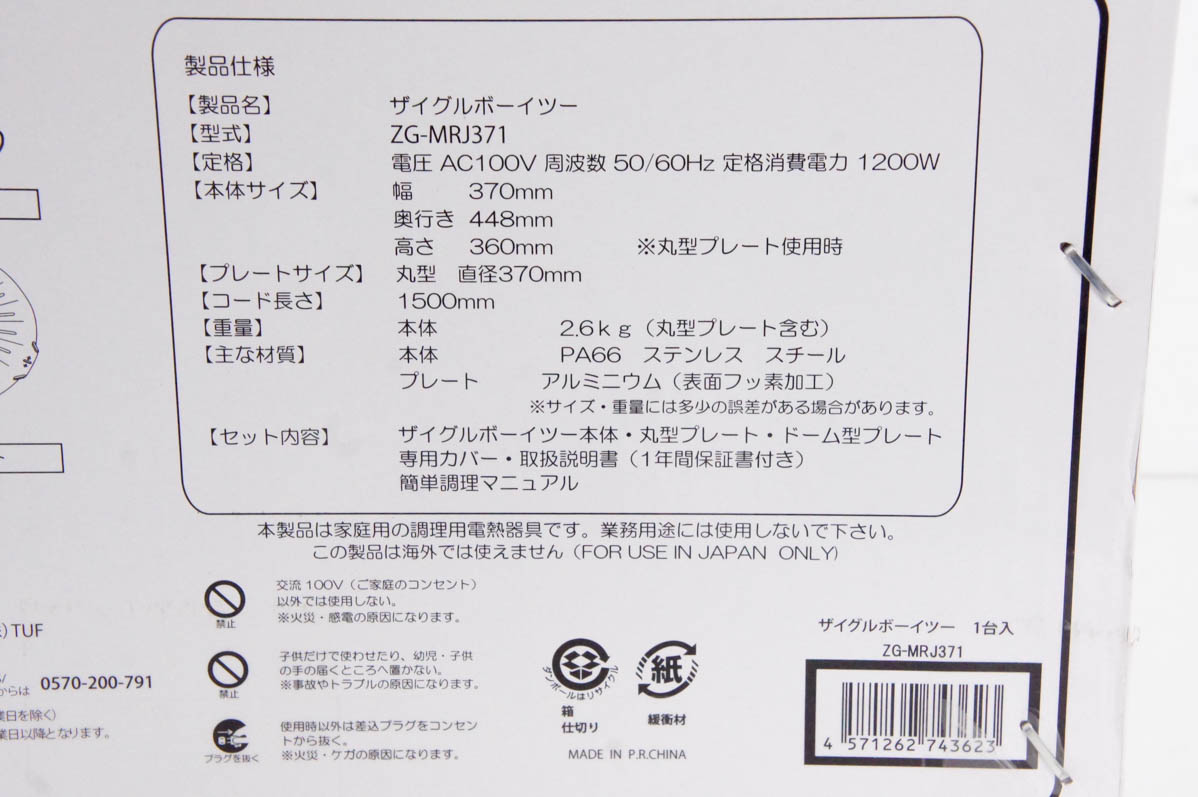 製品仕様
【製品名】 ザイグルボーイツー
【型式】 ZG-MRJ371
【定格】 電圧 AC100V 周波数 50/60Hz 定格消費電力 1200W
【本体サイズ】 幅 370mm
奥行き 448mm
高さ 360mm ※丸型プレート使用時
【プレートサイズ】 丸型 直径370mm
【コード長さ】 1500mm
【重量】 本体 2.6kg（丸型プレート含む）
【主な材質】 本体 PA66 ステンレス スチール
プレート アルミニウム（表面フッ素加工）
※サイズ・重量には多少の誤差がある場合があります。
【セット内容】 ザイグルボーイツー本体・丸型プレート・ドーム型プレート
専用カバー・取扱説明書（1年間保証書付き）
簡単調理マニュアル
本製品は家庭用の調理用電熱器具です。業務用途には使用しないで下さい。
この製品は海外では使えません（FOR USE IN JAPAN ONLY)
禁止
交流 100V（ご家庭のコンセント）
以外では使用しない。
※火災・感電の原因になります。
禁止
子供だけで使わせたり、幼児・子供
の手の届くところへ置かない。
※事故やトラブルの原因になります。
プラグを抜く
使用時以外は差込プラグをコンセン
トから抜く。
※火災・ケガの原因になります。
)TUF
からは 0570-200-791
業日を除く）
業日以降となります。
ダンボールはリサイクル
箱
仕切り
紙
緩衝材
MADE IN P.R.CHINA
ザイグルボーイツー 1台入
ZG-MRJ371
4 571262 743623